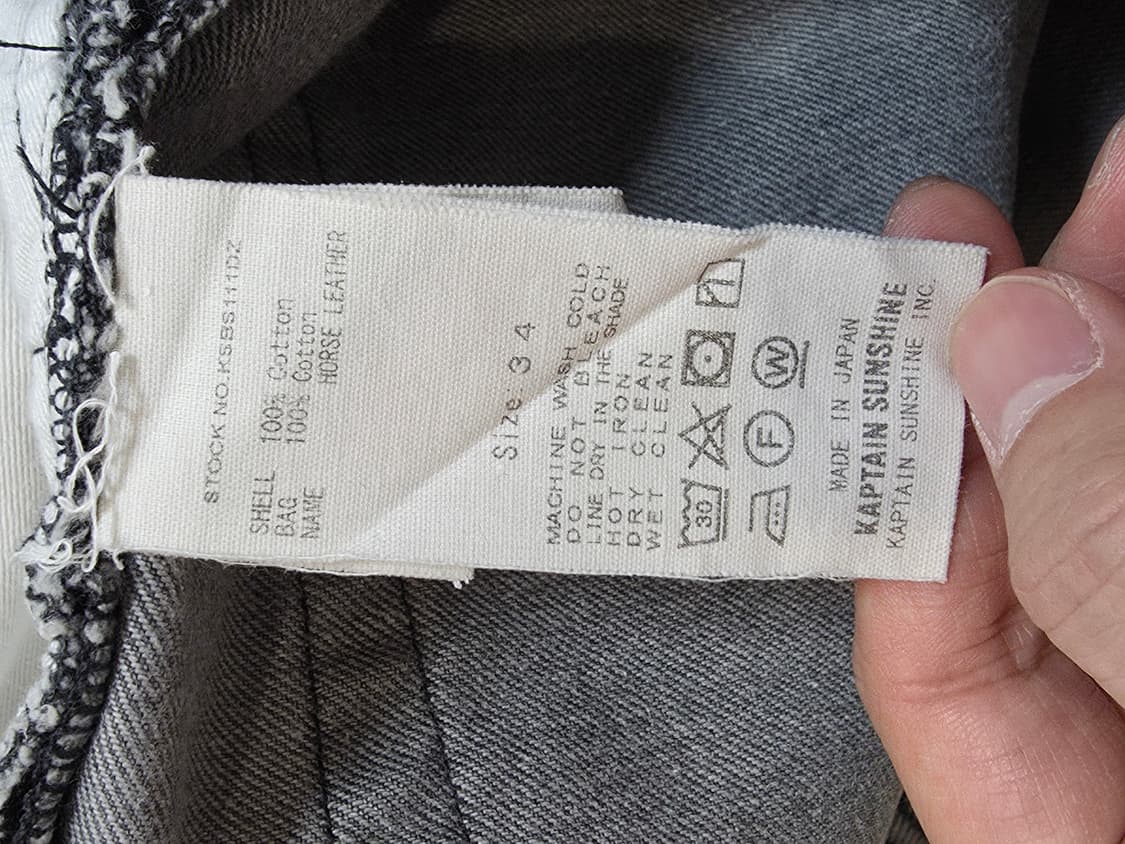 STOCK NO.KSBS111DZ
SHELL 100% Cotton
BAG 100% Cotton
NAME HORSE LEATHER
Size: 34
MACHINE WASH COLD
DO NOT BLEACH
LINE DRY IN THE SHADE
HOT IRON
DRY CLEAN
WET CLEAN
30
F W
MADE IN JAPAN
KAPTAIN SUNSHINE
KAPTAIN SUNSHINE INC.